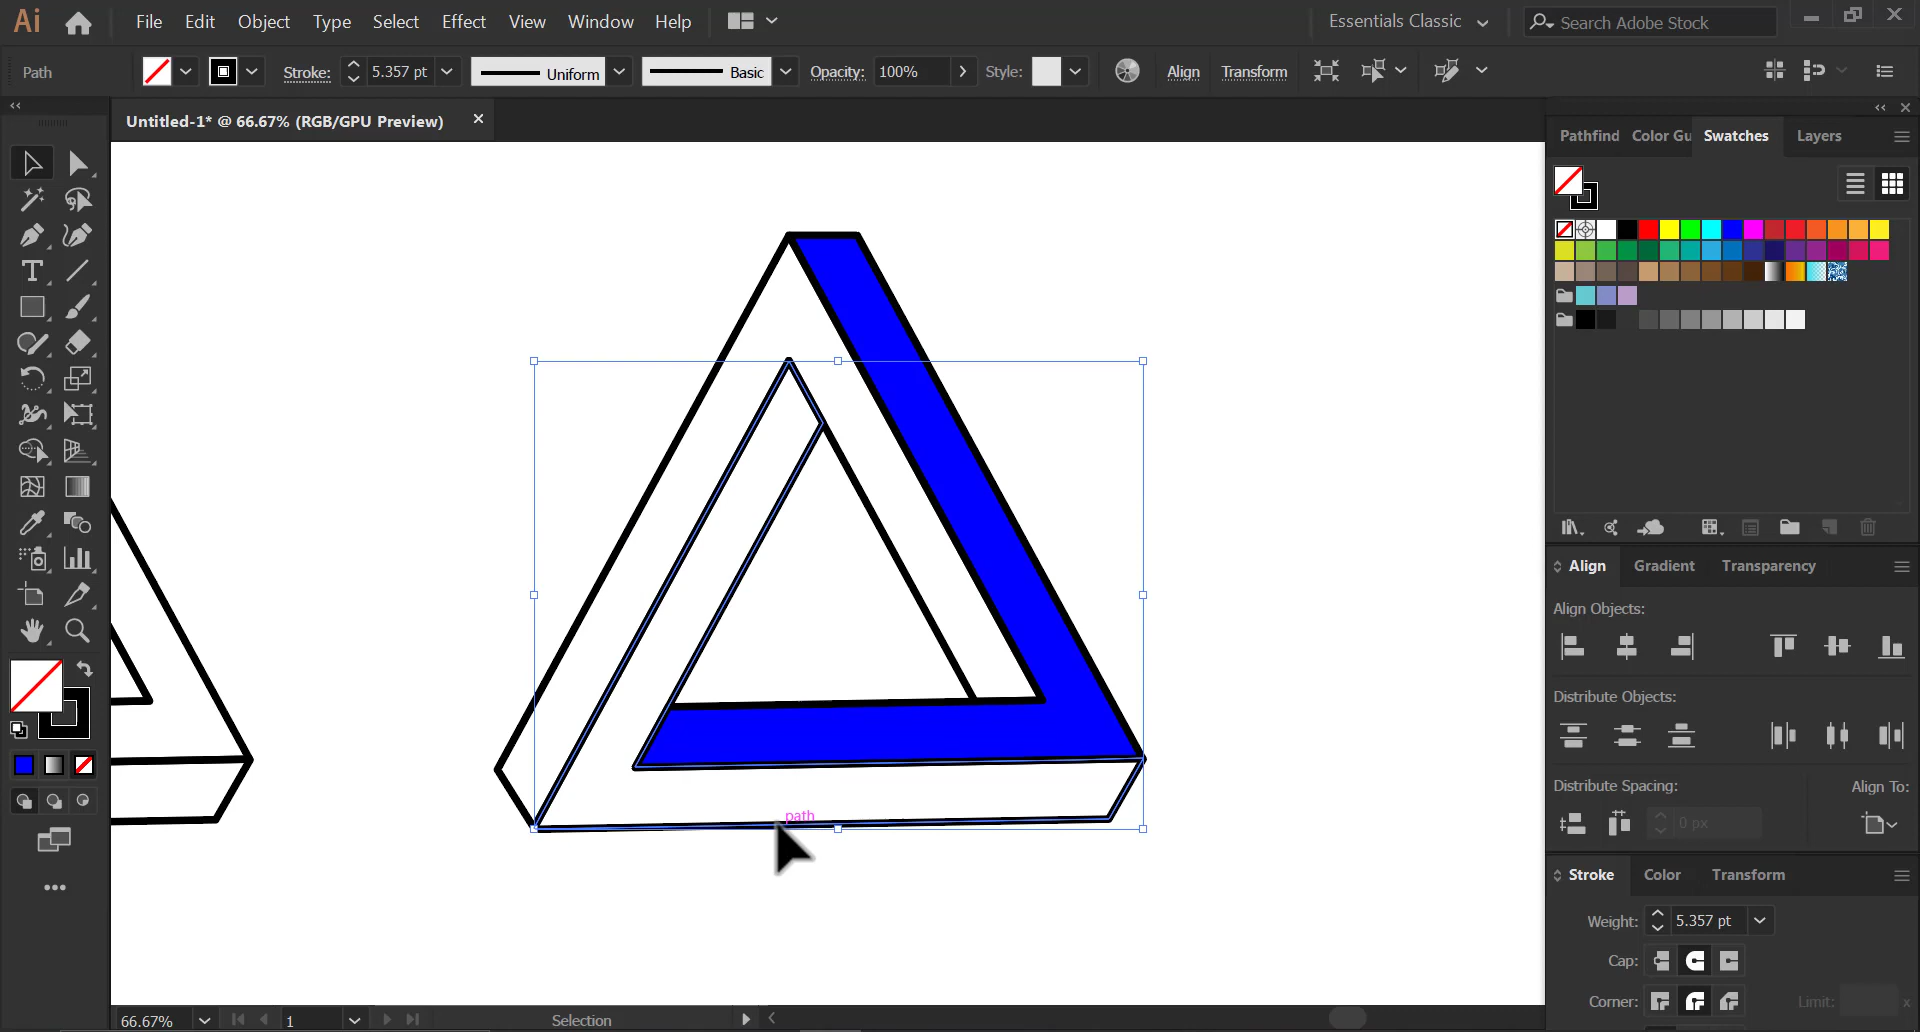 Ai File Edit Object Type Select Effect View Window Help Essentials Classic Search Adobe Stock
Path Stroke: 5.357 pt Uniform Basic Opacity: 100% Style: Align Transform
Untitled-1* @ 66.67% (RGB/GPU Preview)
Pathfind Color Gu Swatches Layers
Align Gradient Transparency
Align Objects:
Distribute Objects:
Distribute Spacing: Align To:
0 px
path
Stroke Color Transform
Weight: 5.357 pt
Cap:
Corner: Limit: x
66.67% 1 Selection